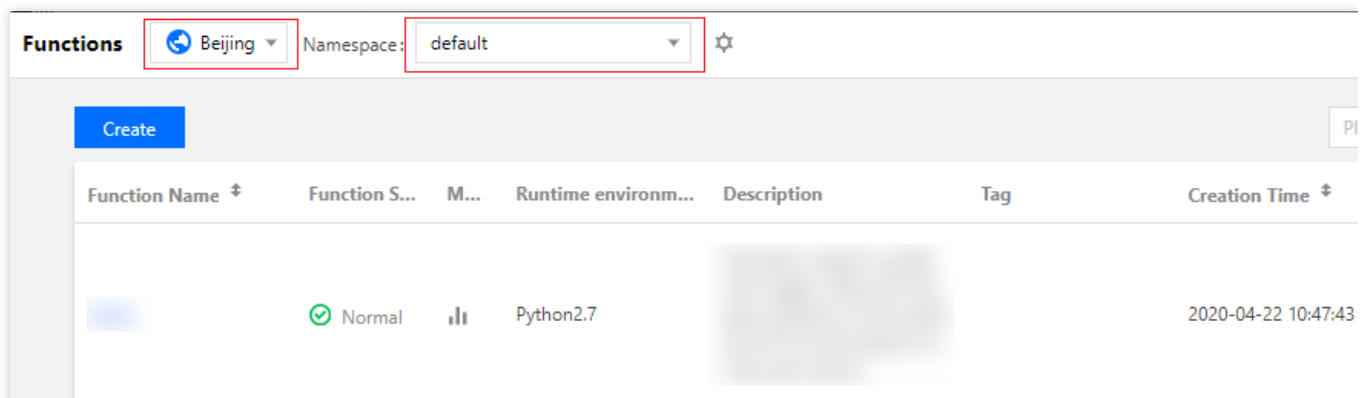 Functions Beijing Namespace: default
Create
Function Name Function S... M... Runtime environm... Description Tag Creation Time
Normal Python2.7 2020-04-22 10:47:43